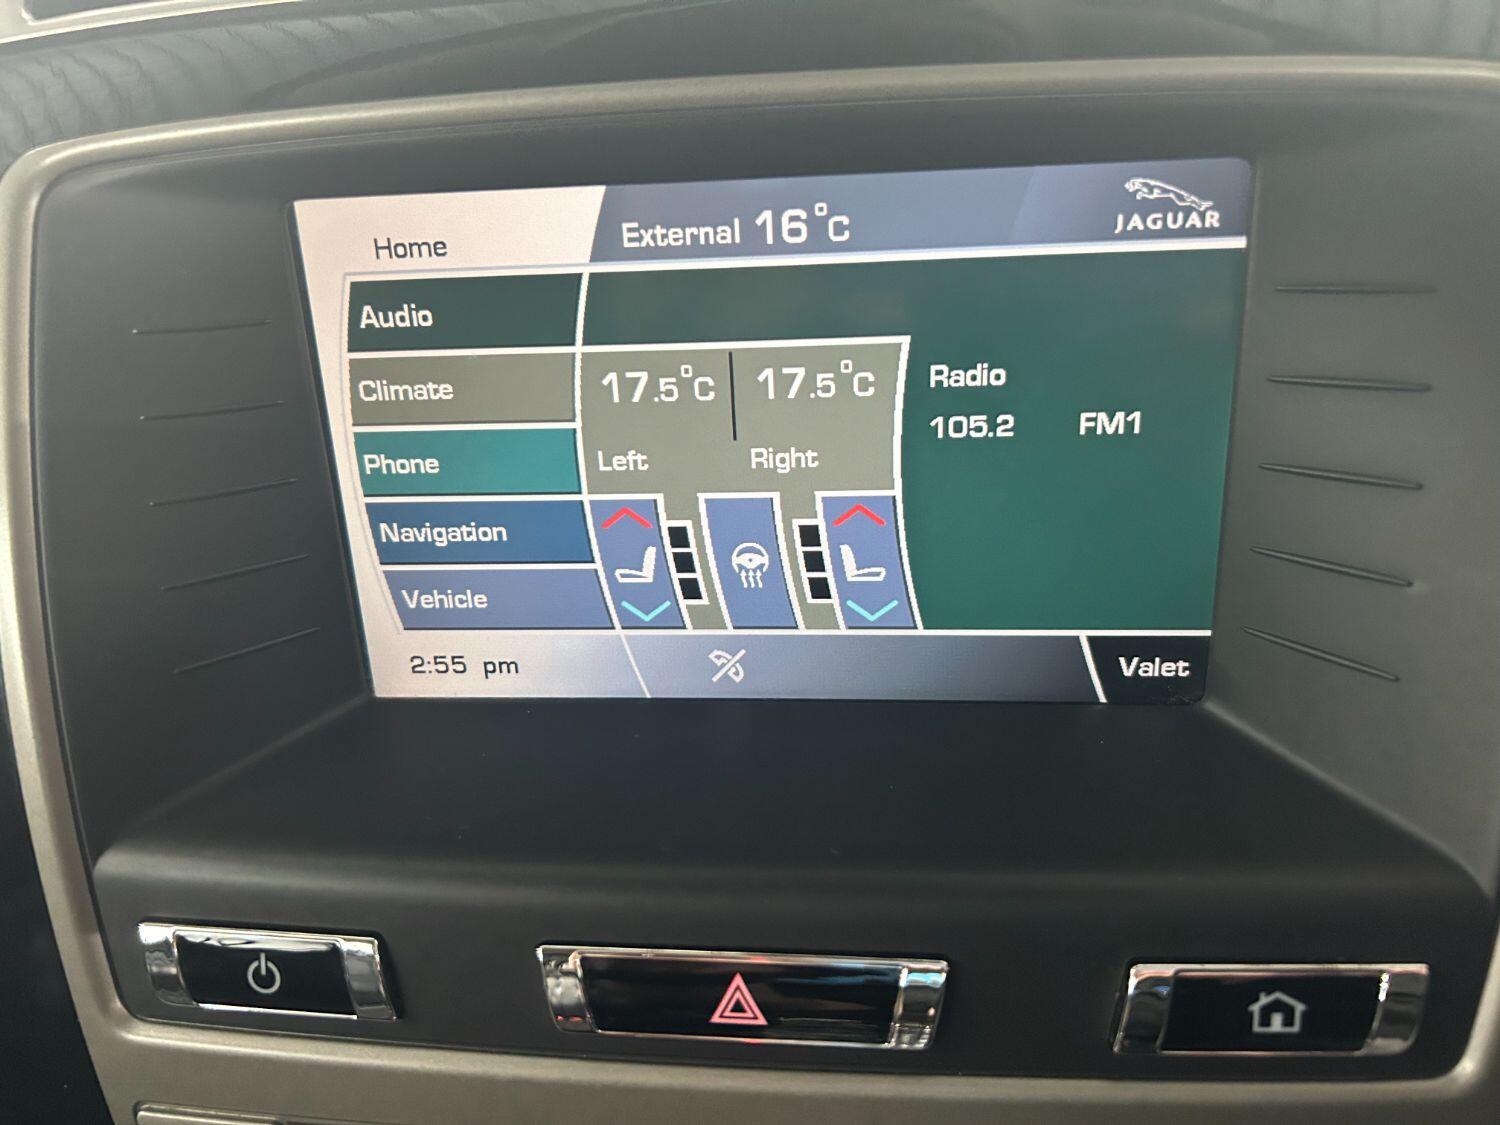 Home
External 16°C
JAGUAR
Audio
Climate
17.5°C
17.5°C
Left
Right
Radio
105.2 FM1
Phone
Navigation
Vehicle
2:55 pm
Valet